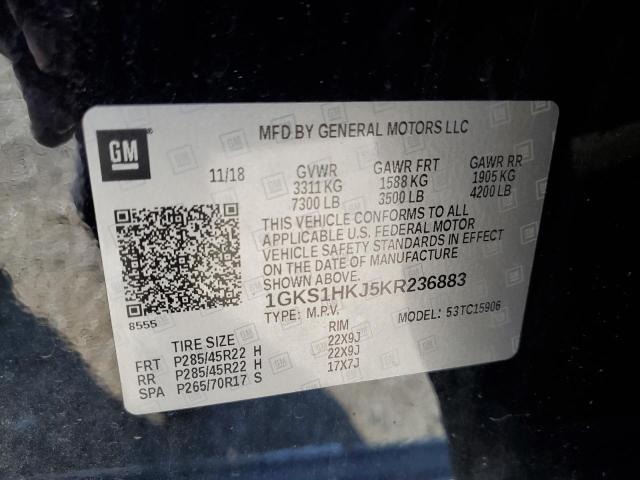 GM
MFD BY GENERAL MOTORS LLC
11/18 GVWR GAWR FRT GAWR RR
3311 KG 1588 KG 1905 KG
7300 LB 3500 LB 4200 LB
THIS VEHICLE CONFORMS TO ALL
APPLICABLE U.S. FEDERAL MOTOR
VEHICLE SAFETY STANDARDS IN EFFECT
ON THE DATE OF MANUFACTURE
SHOWN ABOVE.
1GKS1HKJ5KR236883
TYPE: M.P.V. MODEL: 53TC15906
8555
TIRE SIZE RIM
FRT P285/45R22 H 22X9J
RR P285/45R22 H 22X9J
SPA P265/70R17 S 17X7J